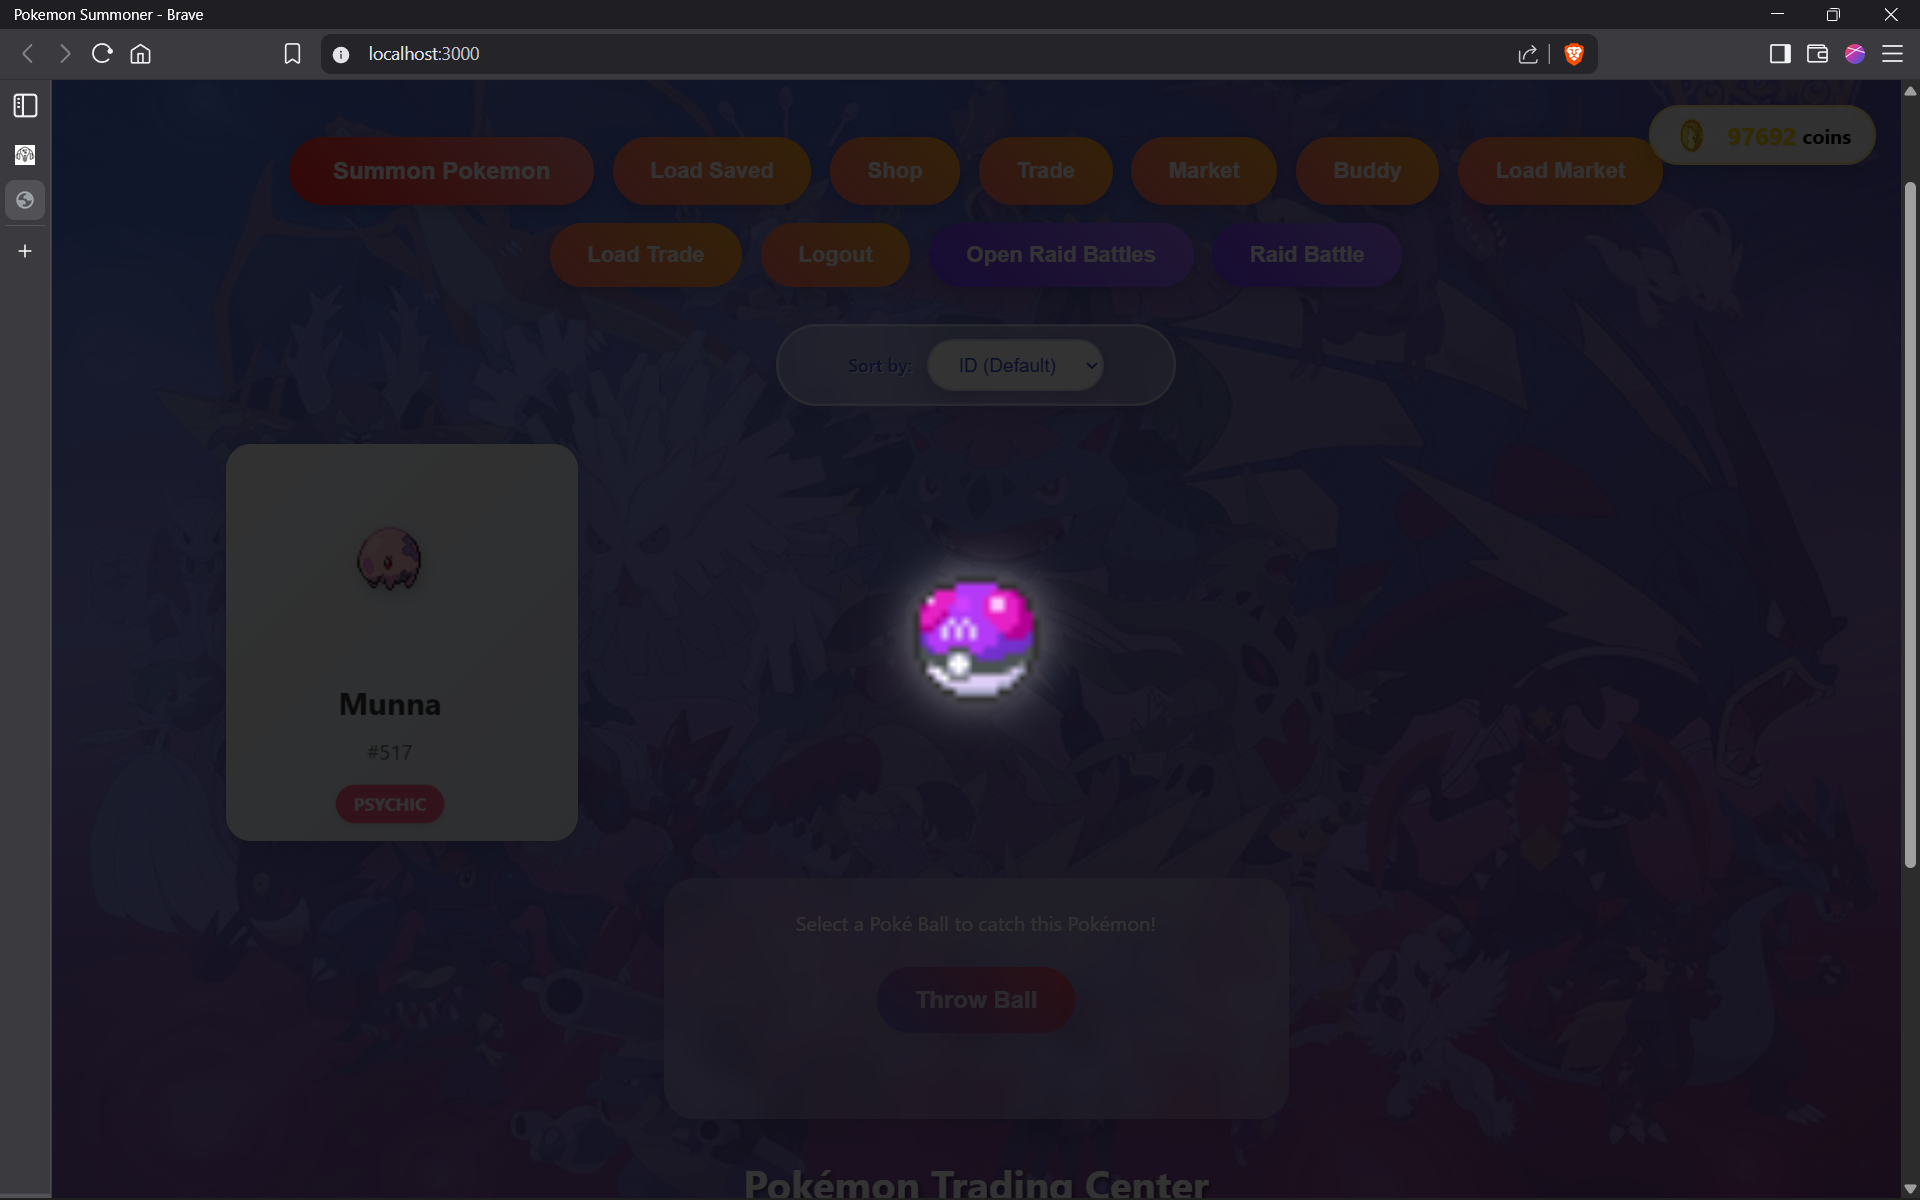 Pokemon Summoner - Brave
localhost:3000
97692 coins
Summon Pokemon Load Saved Shop Trade Market Buddy Load Market
Load Trade Logout Open Raid Battles Raid Battle
Sort by: ID (Default)
Munna
#517
PSYCHIC
Select a Poké Ball to catch this Pokémon!
Throw Ball
Pokémon Trading Center